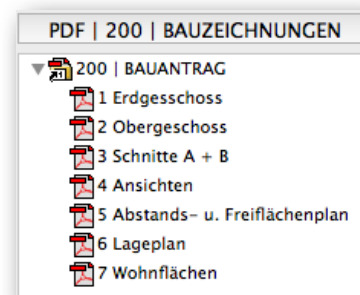 PDF | 200 | BAUZEICHNUNGEN
200 | BAUANTRAG
1 Erdgesschoss
2 Obergeschoss
3 Schnitte A + B
4 Ansichten
5 Abstands- u. Freiflächenplan
6 Lageplan
7 Wohnflächen